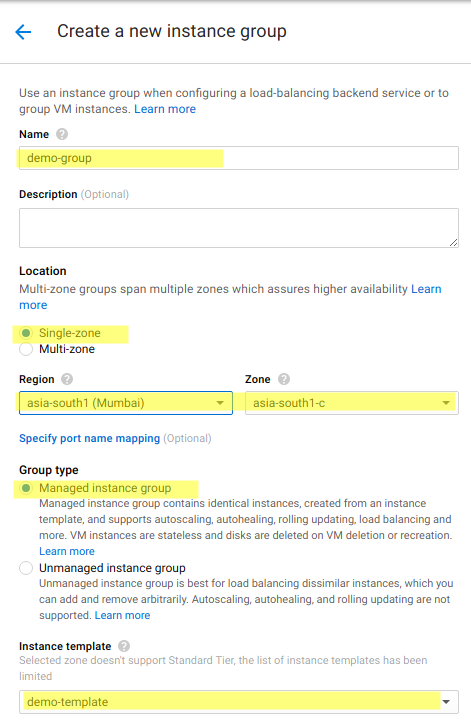 Create a new instance group
Use an instance group when configuring a load-balancing backend service or to
group VM instances. Learn more
Name ?
demo-group
Description (Optional)
Location
Multi-zone groups span multiple zones which assures higher availability Learn
more
Single-zone
Multi-zone
Region ? Zone ?
asia-south1 (Mumbai) asia-south1-c
Specify port name mapping (Optional)
Group type
Managed instance group
Managed instance group contains identical instances, created from an instance
template, and supports autoscaling, autohealing, rolling updating, load balancing and
more. VM instances are stateless and disks are deleted on VM deletion or recreation.
Learn more
Unmanaged instance group
Unmanaged instance group is best for load balancing dissimilar instances, which you
can add and remove arbitrarily. Autoscaling, autohealing, and rolling updating are not
supported. Learn more
Instance template ?
Selected zone doesn't support Standard Tier, the list of instance templates has been
limited
demo-template